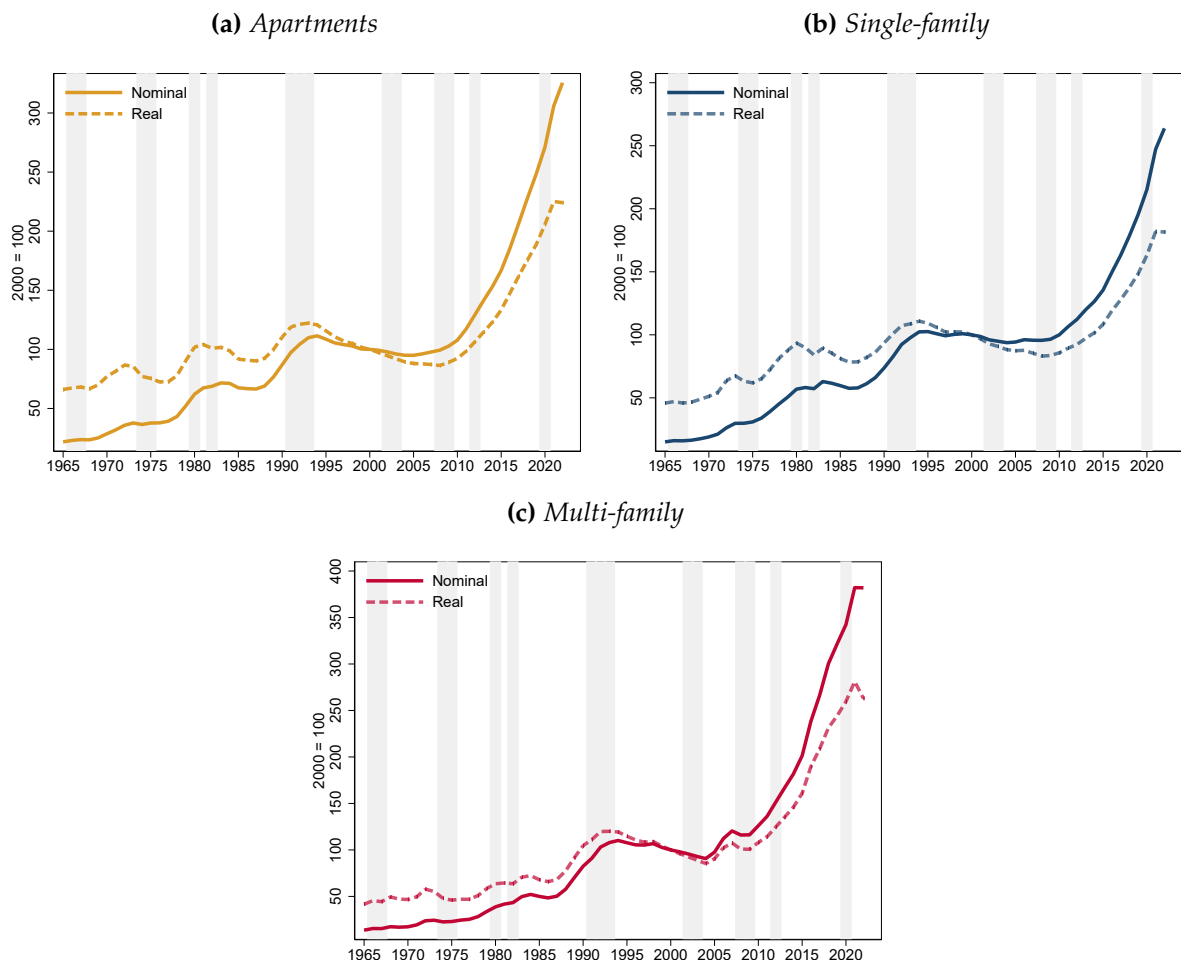 (a) Apartments
2000 = 100
50 100 150 200 250 300
Nominal
Real
1965 1970 1975 1980 1985 1990 1995 2000 2005 2010 2015 2020
(b) Single-family
2000 = 100
50 100 150 200 250 300
Nominal
Real
1965 1970 1975 1980 1985 1990 1995 2000 2005 2010 2015 2020
(c) Multi-family
2000 = 100
50 100 150 200 250 300 350 400
Nominal
Real
1965 1970 1975 1980 1985 1990 1995 2000 2005 2010 2015 2020